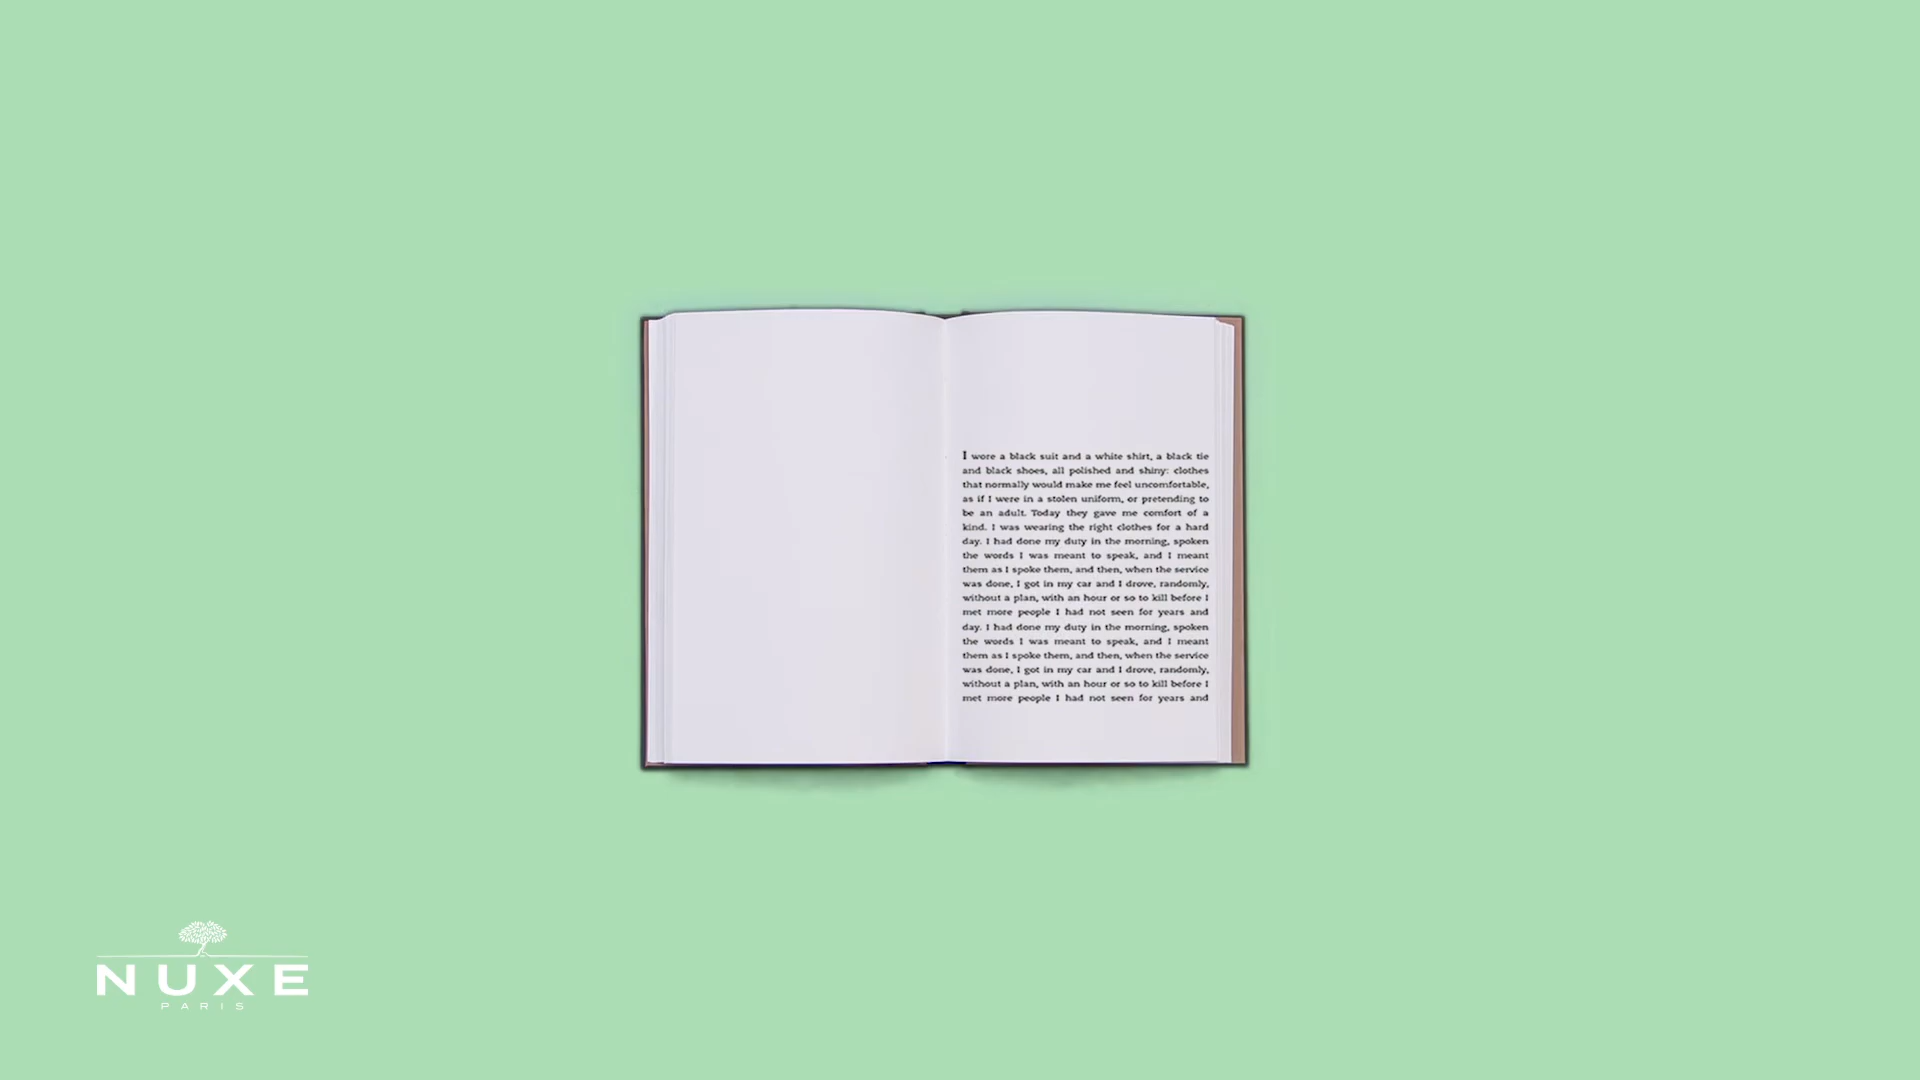 I wore a black suit and a white shirt, a black tie
and black shoes, all polished and shiny: clothes
that normally would make me feel uncomfortable,
as if I were in a stolen uniform, or pretending to
be an adult. Today they gave me comfort of a
kind. I was wearing the right clothes for a hard
day. I had done my duty in the morning, spoken
the words I was meant to speak, and I meant
them as I spoke them, and then, when the service
was done, I got in my car and I drove, randomly,
without a plan, with an hour or so to kill before I
met more people I had not seen for years and
day. I had done my duty in the morning, spoken
the words I was meant to speak, and I meant
them as I spoke them, and then, when the service
was done, I got in my car and I drove, randomly,
without a plan, with an hour or so to kill before I
met more people I had not seen for years and
NUXE
PARIS